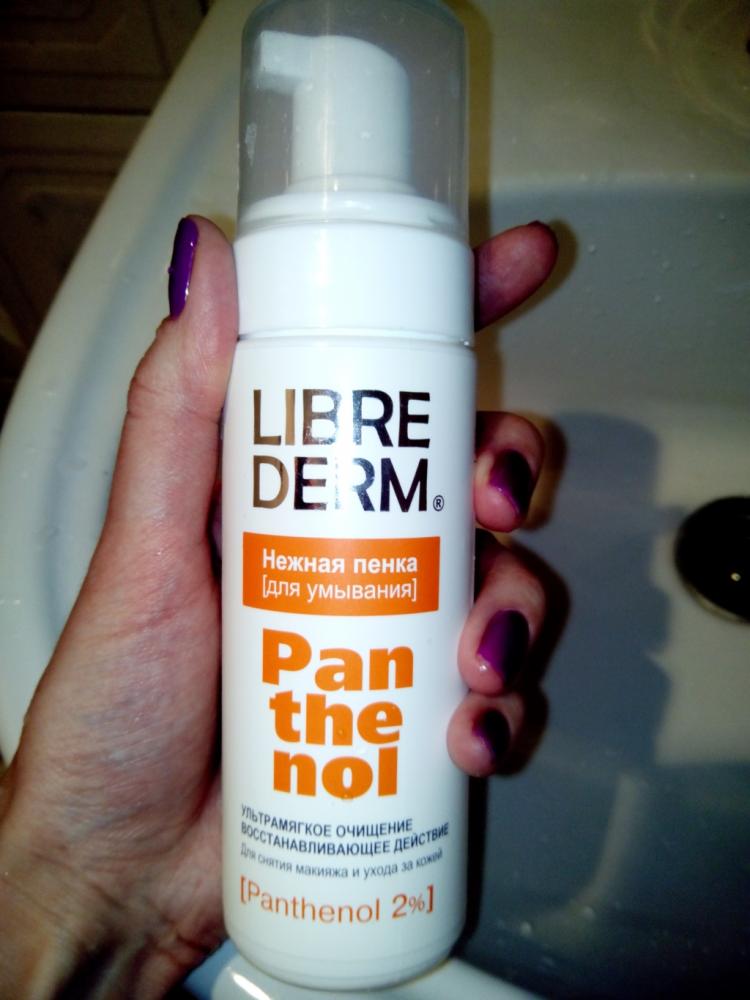 LIBRE
DERM®
Нежная пенка
[для умывания]
Pan
the
nol
УЛЬТРАМЯГКОЕ ОЧИЩЕНИЕ
ВОССТАНАВЛИВАЮЩЕЕ ДЕЙСТВИЕ
Для снятия макияжа и ухода за кожей
[Panthenol 2%]